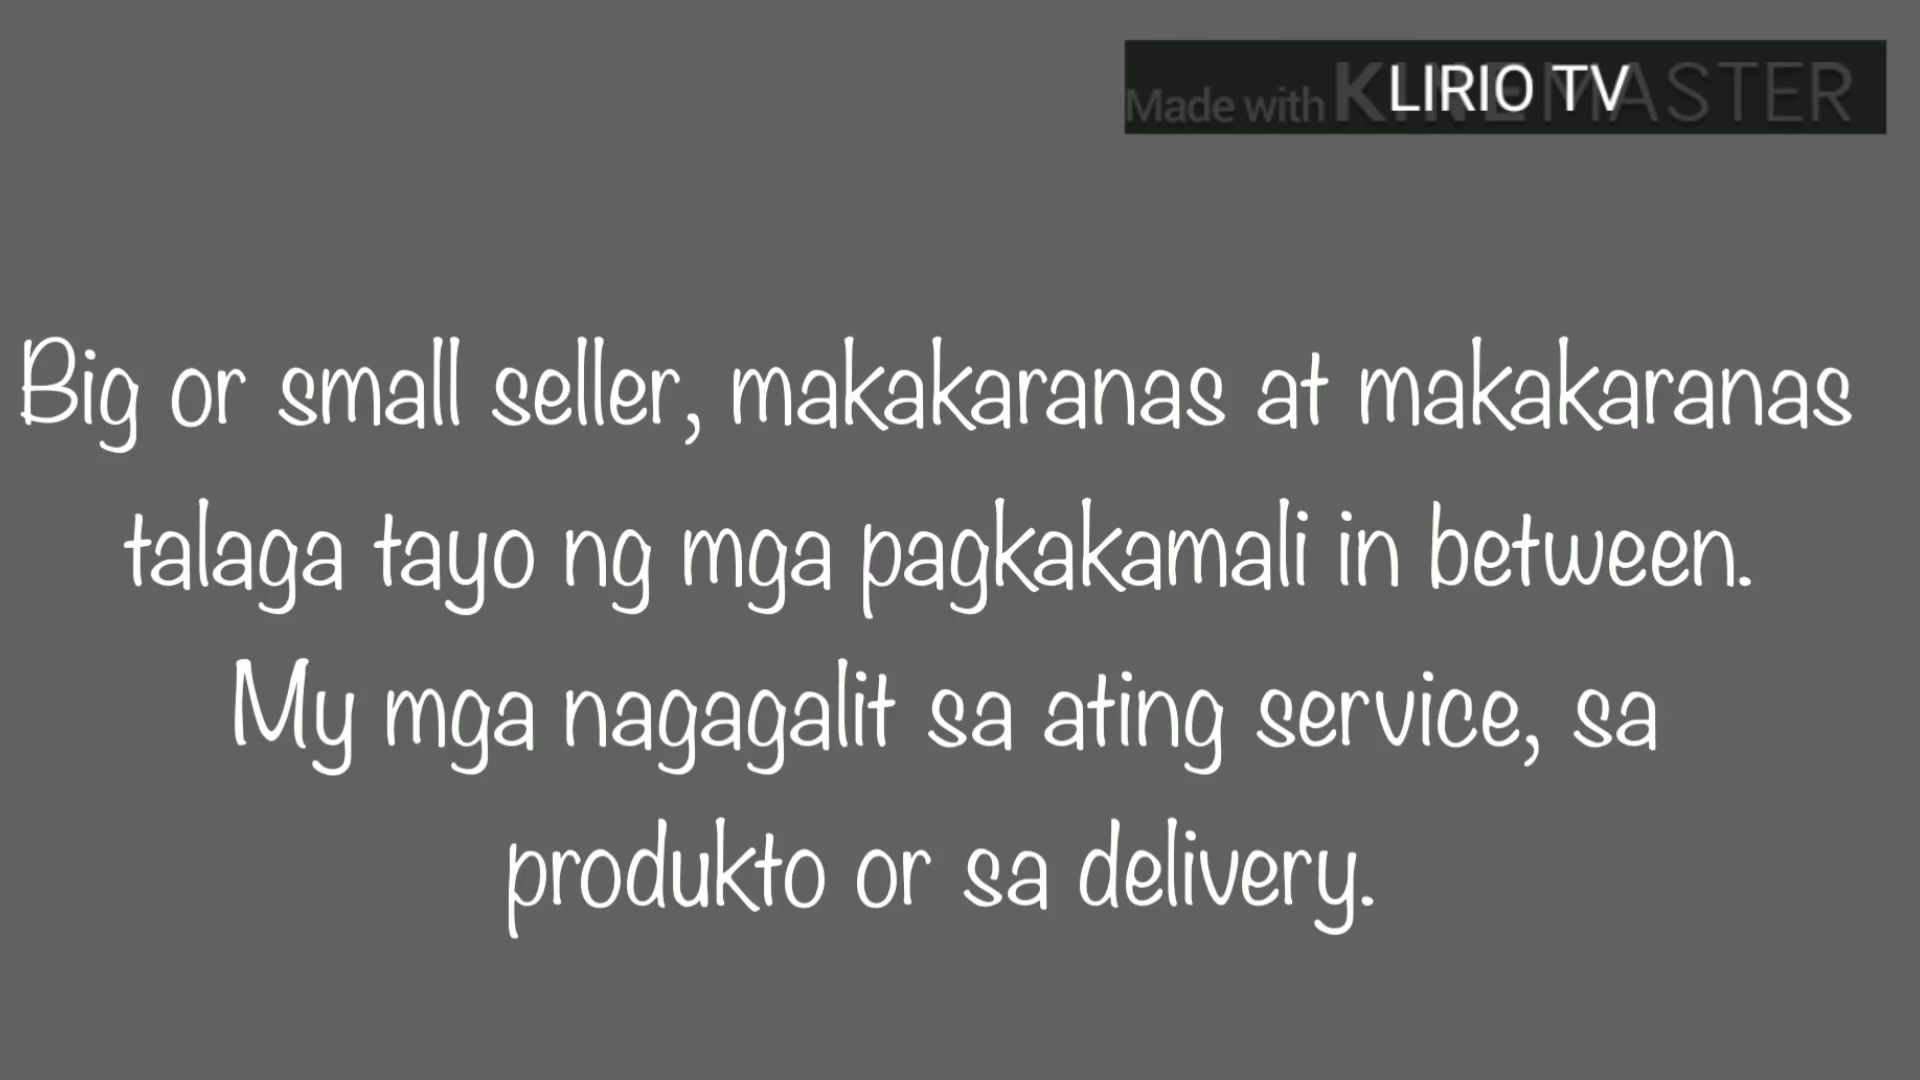 Made with KINEMASTER
LIRIO TV
Big or small seller, makakaranas at makakaranas
talaga tayo ng mga pagkakamali in between.
My mga nagagalit sa ating service, sa
produkto or sa delivery.